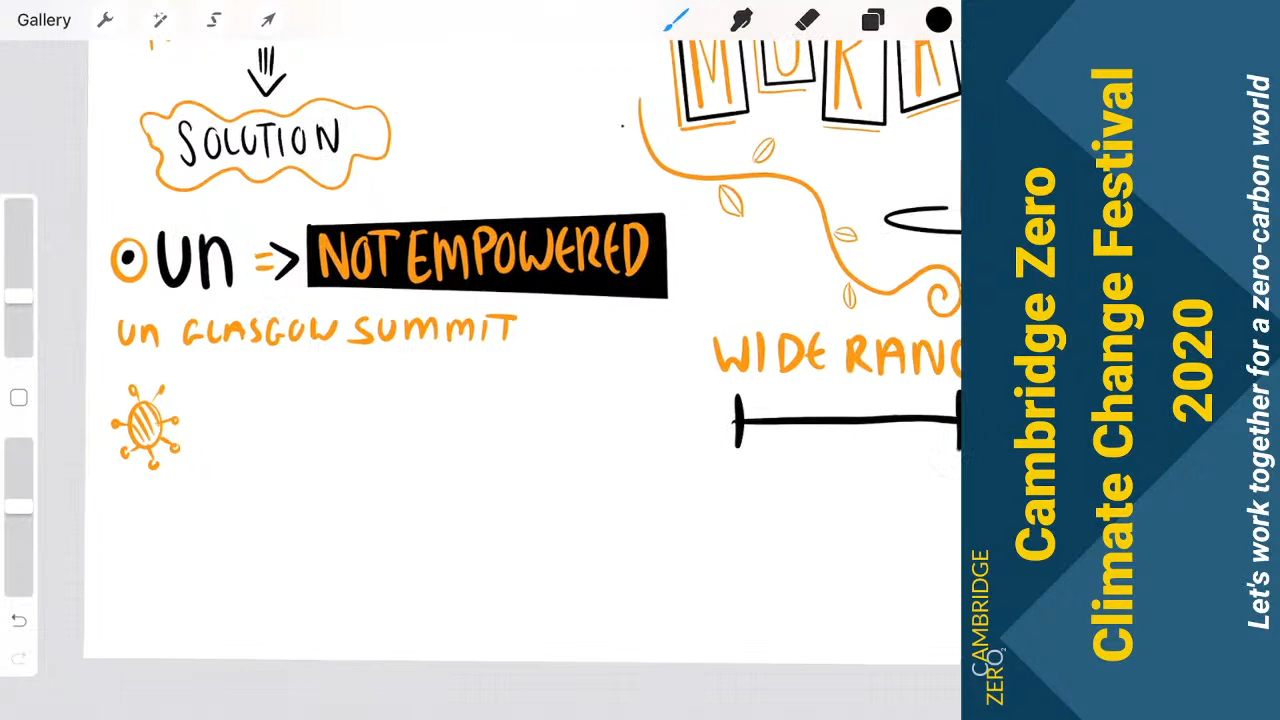 Gallery
M
SOLUTION
UN => NOT EMPOWERED
UN GLASGOW SUMMIT
WIDE RANG
Cambridge Zero
Climate Change Festival
2020
Let's work together for a zero-carbon world
CAMBRIDGE
ZERO₂